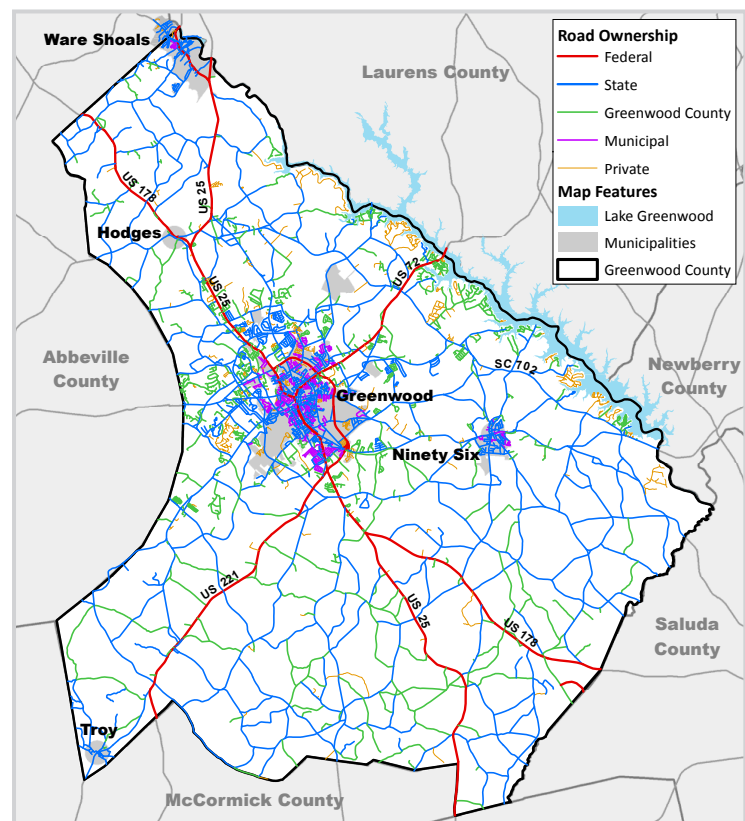 Ware Shoals
Laurens County
Road Ownership
Federal
State
Greenwood County
Municipal
Private
Map Features
Lake Greenwood
Municipalities
Greenwood County
US 178
US 25
Hodges
US 25
US 72
Abbeville
County
SC 702
Newberry
County
Greenwood
Ninety Six
US 221
US 25
US 178
Saluda
County
Troy
McCormick County